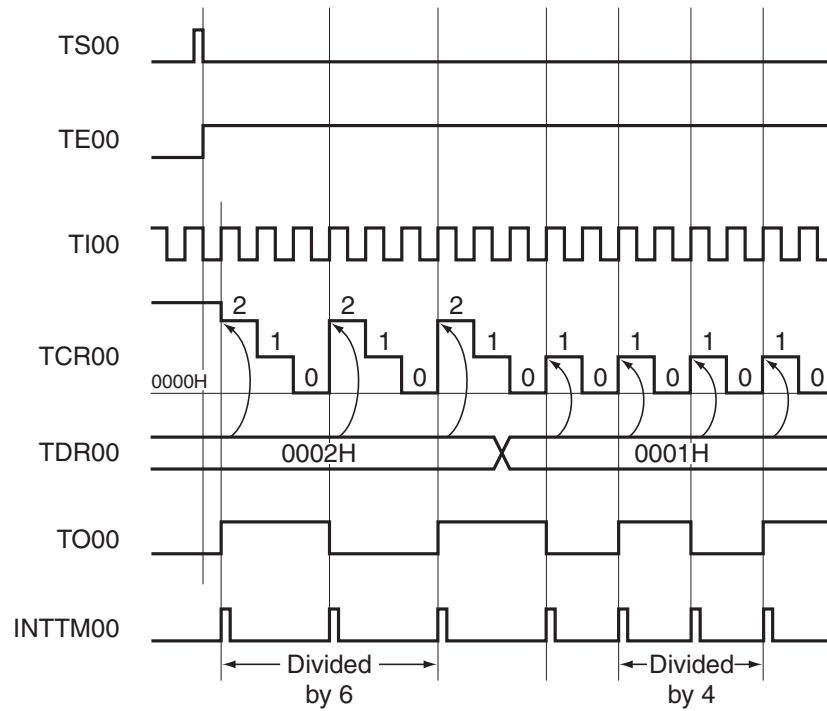 TS00
TE00
TI00
TCR00
2 2 2
1 1 1 1 1 1 1
0 0 0 0 0 0 0
0000H
TDR00
0002H 0001H
TO00
INTTM00
Divided by 6
Divided by 4